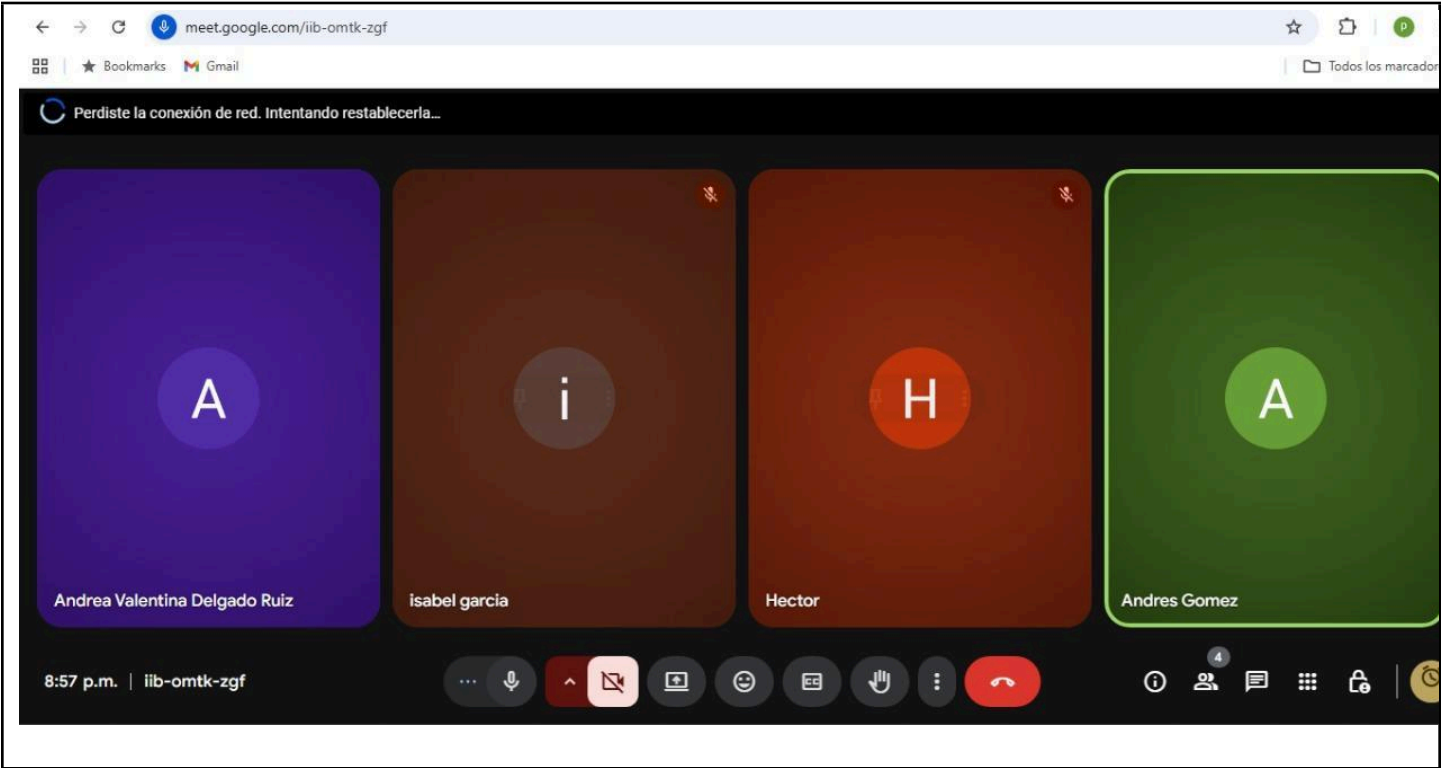 meet.google.com/iib-omtk-zgf
P
Bookmarks Gmail Todos los marcador
Perdiste la conexión de red. Intentando restablecerla...
A i H A
Andrea Valentina Delgado Ruiz isabel garcia Hector Andres Gomez
4
8:57 p.m. | iib-omtk-zgf CC